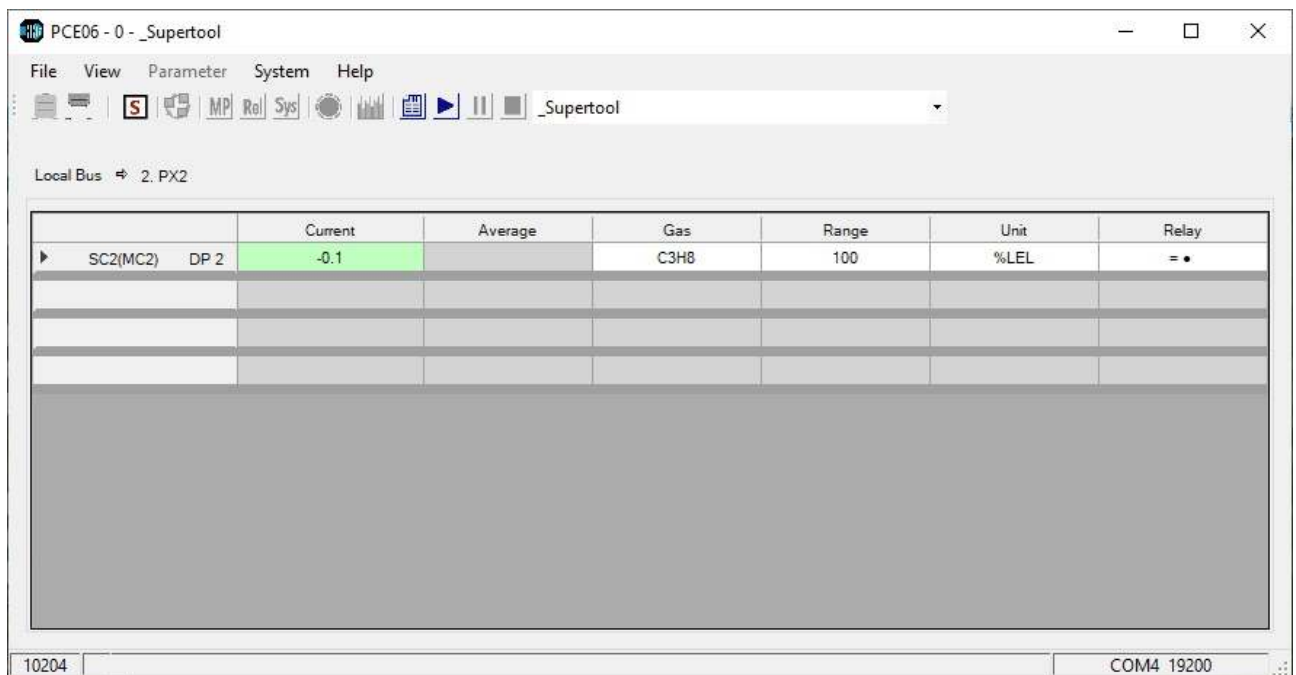 PCE06 - 0 - _Supertool
File View Parameter System Help
S MP Rel Sys _Supertool
Local Bus ⇨ 2. PX2
Current Average Gas Range Unit Relay
SC2(MC2) DP 2 -0.1 C3H8 100 %LEL = •
10204 COM4 19200